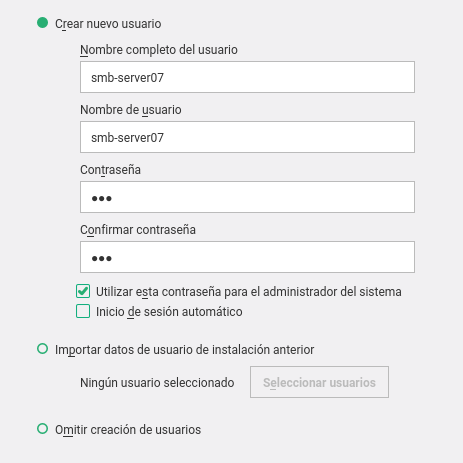 Crear nuevo usuario
Nombre completo del usuario
smb-server07
Nombre de usuario
smb-server07
Contraseña
•••
Confirmar contraseña
•••
Utilizar esta contraseña para el administrador del sistema
Inicio de sesión automático
Importar datos de usuario de instalación anterior
Ningún usuario seleccionado
Seleccionar usuarios
Omitir creación de usuarios